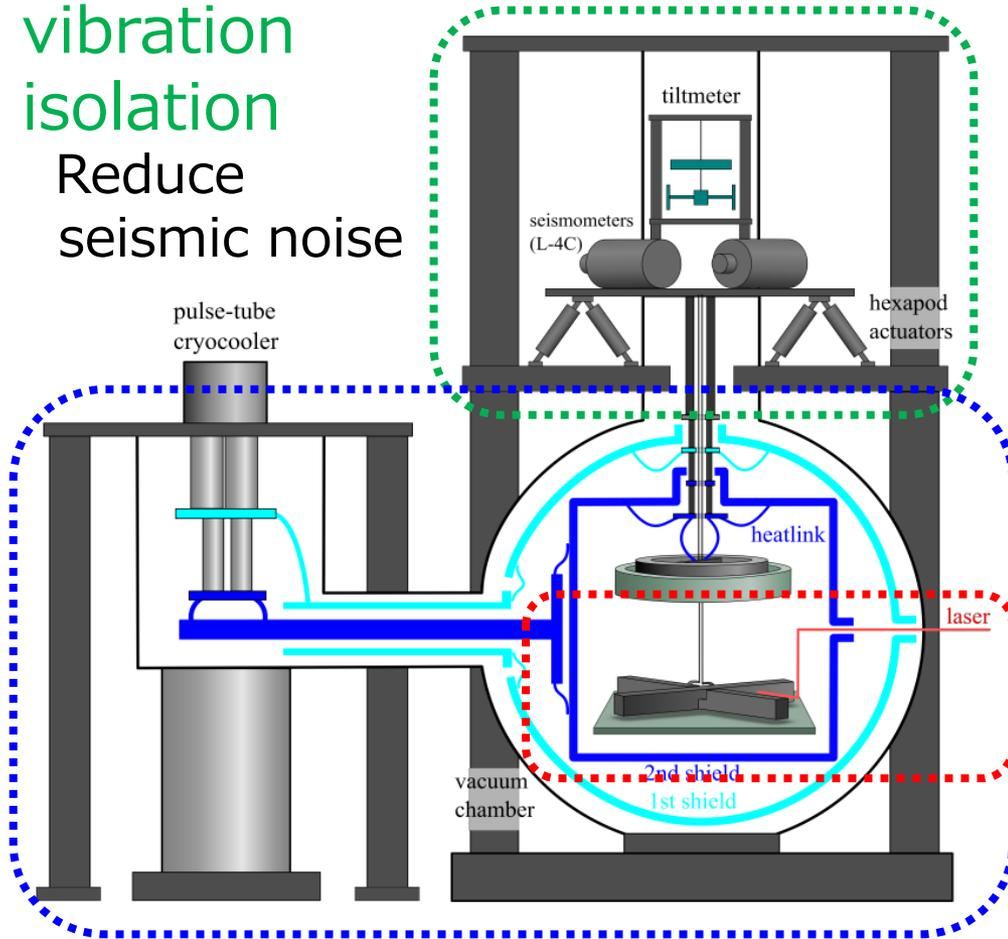 vibration
isolation
Reduce
seismic noise
tiltmeter
seismometers
(L-4C)
hexapod
actuators
pulse-tube
cryocooler
heatlink
laser
2nd shield
1st shield
vacuum
chamber